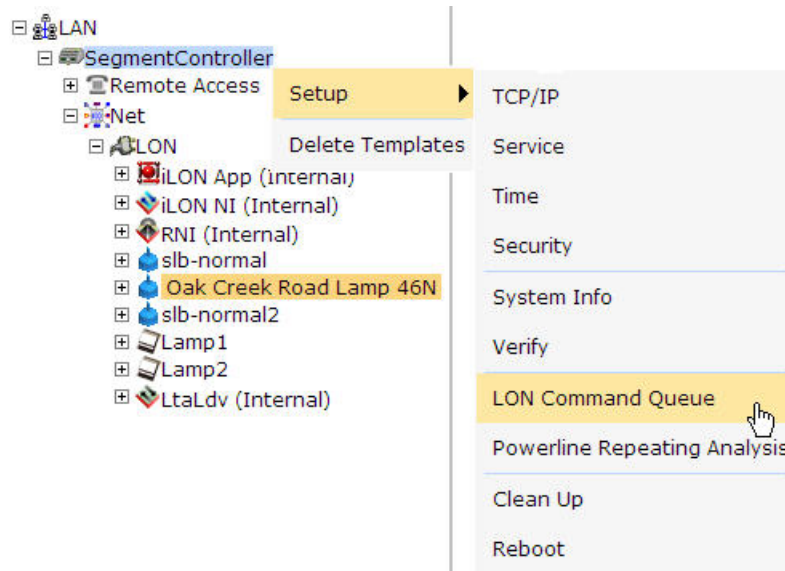 LAN
SegmentController
Remote Access
Net
LON
iLON App (Internal)
iLON NI (Internal)
RNI (Internal)
slb-normal
Oak Creek Road Lamp 46N
slb-normal2
Lamp1
Lamp2
LtaLdv (Internal)
Setup
Delete Templates
TCP/IP
Service
Time
Security
System Info
Verify
LON Command Queue
Powerline Repeating Analysis
Clean Up
Reboot